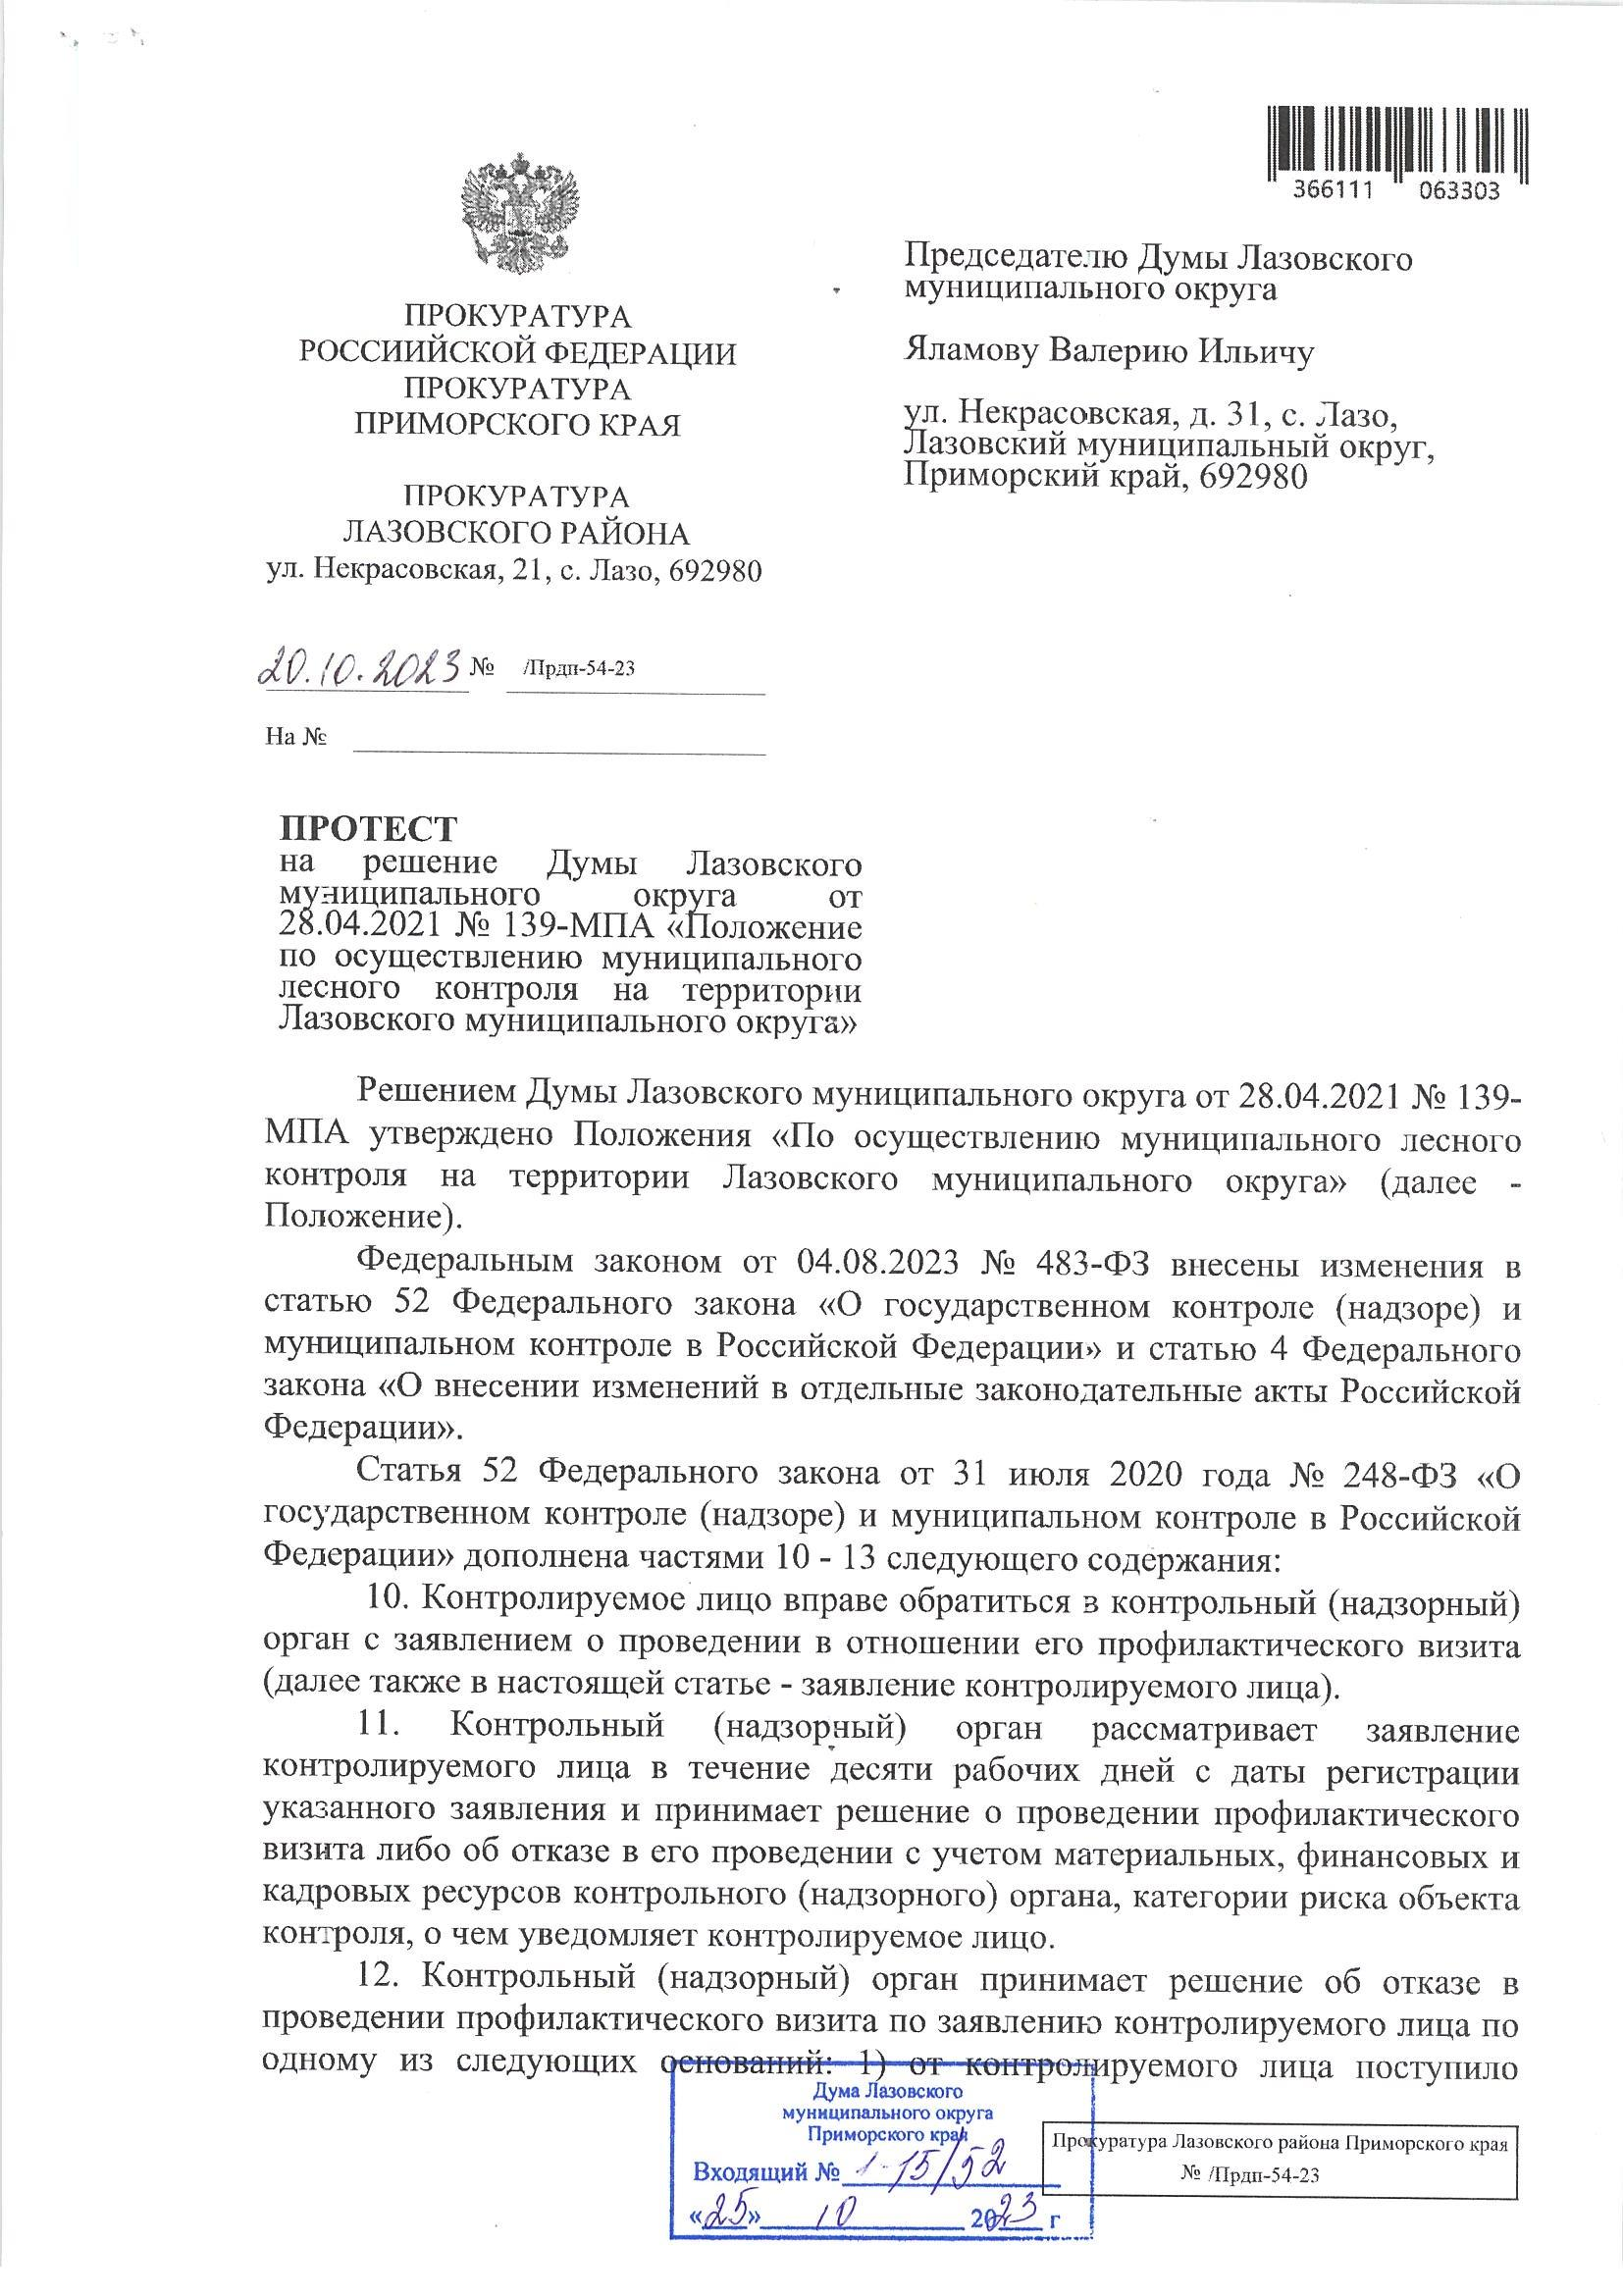 366111 063303
ПРОКУРАТУРА
РОССИИЙСКОЙ ФЕДЕРАЦИИ
ПРОКУРАТУРА
ПРИМОРСКОГО КРАЯ
ПРОКУРАТУРА
ЛАЗОВСКОГО РАЙОНА
ул. Некрасовская, 21, с. Лазо, 692980
20.10.2023 № /Прдп-54-23
На №
Председателю Думы Лазовского
муниципального округа
Яламову Валерию Ильичу
ул. Некрасовская, д. 31, с. Лазо,
Лазовский муниципальный округ,
Приморский край, 692980
ПРОТЕСТ
на решение Думы Лазовского
муниципального округа от
28.04.2021 № 139-МПА «Положение
по осуществлению муниципального
лесного контроля на территории
Лазовского муниципального округа»
Решением Думы Лазовского муниципального округа от 28.04.2021 № 139-
МПА утверждено Положения «По осуществлению муниципального лесного
контроля на территории Лазовского муниципального округа» (далее -
Положение).
Федеральным законом от 04.08.2023 № 483-ФЗ внесены изменения в
статью 52 Федерального закона «О государственном контроле (надзоре) и
муниципальном контроле в Российской Федерации» и статью 4 Федерального
закона «О внесении изменений в отдельные законодательные акты Российской
Федерации».
Статья 52 Федерального закона от 31 июля 2020 года № 248-ФЗ «О
государственном контроле (надзоре) и муниципальном контроле в Российской
Федерации» дополнена частями 10 - 13 следующего содержания:
10. Контролируемое лицо вправе обратиться в контрольный (надзорный)
орган с заявлением о проведении в отношении его профилактического визита
(далее также в настоящей статье - заявление контролируемого лица).
11. Контрольный (надзорный) орган рассматривает заявление
контролируемого лица в течение десяти рабочих дней с даты регистрации
указанного заявления и принимает решение о проведении профилактического
визита либо об отказе в его проведении с учетом материальных, финансовых и
кадровых ресурсов контрольного (надзорного) органа, категории риска объекта
контроля, о чем уведомляет контролируемое лицо.
12. Контрольный (надзорный) орган принимает решение об отказе в
проведении профилактического визита по заявлению контролируемого лица по
одному из следующих оснований: 1) от контролируемого лица поступило
Дума Лазовского
муниципального округа
Приморского края
Входящий № 1-15/52
«25» 10 2023 г
Прокуратура Лазовского района Приморского края
№ /Прдп-54-23